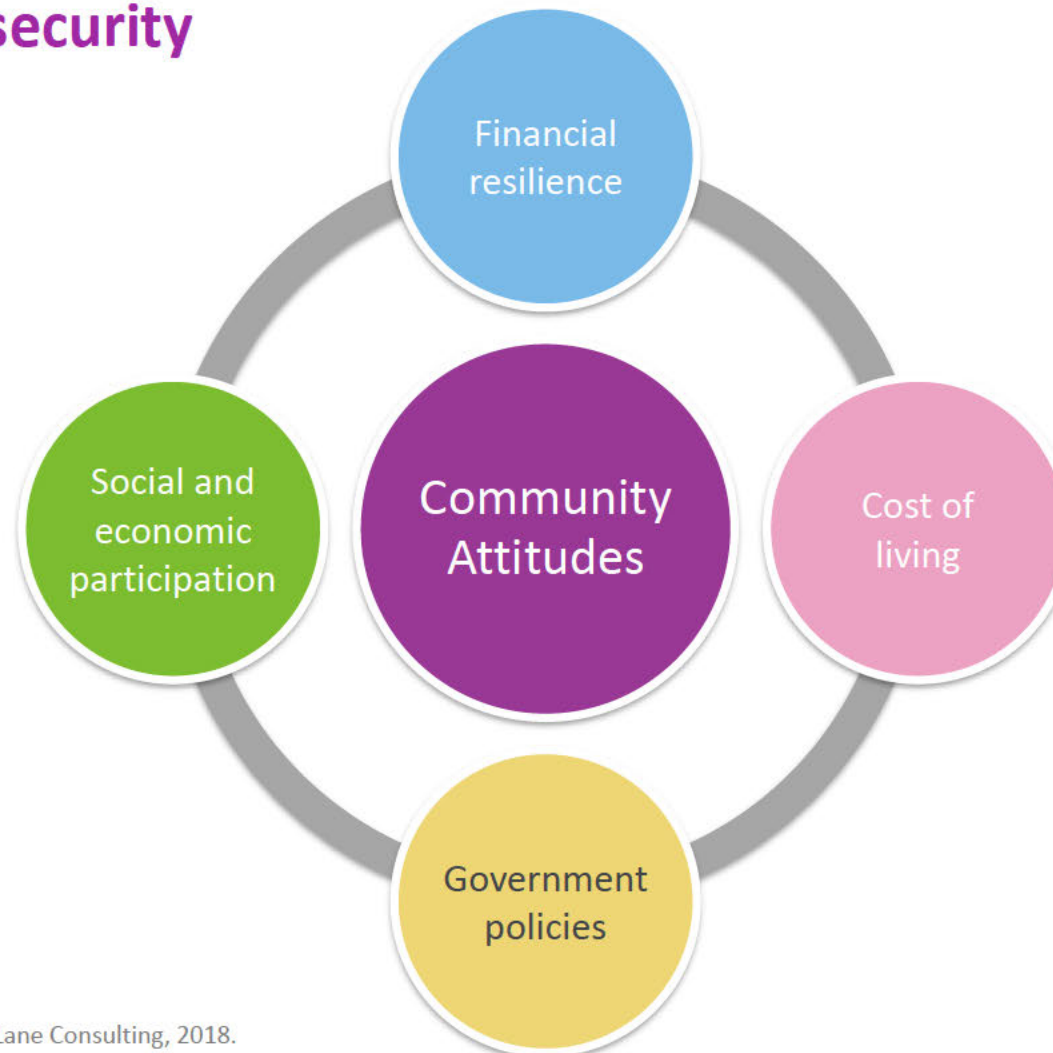 security
Financial
resilience
Social and
economic
participation
Community
Attitudes
Cost of
living
Government
policies
Lane Consulting, 2018.